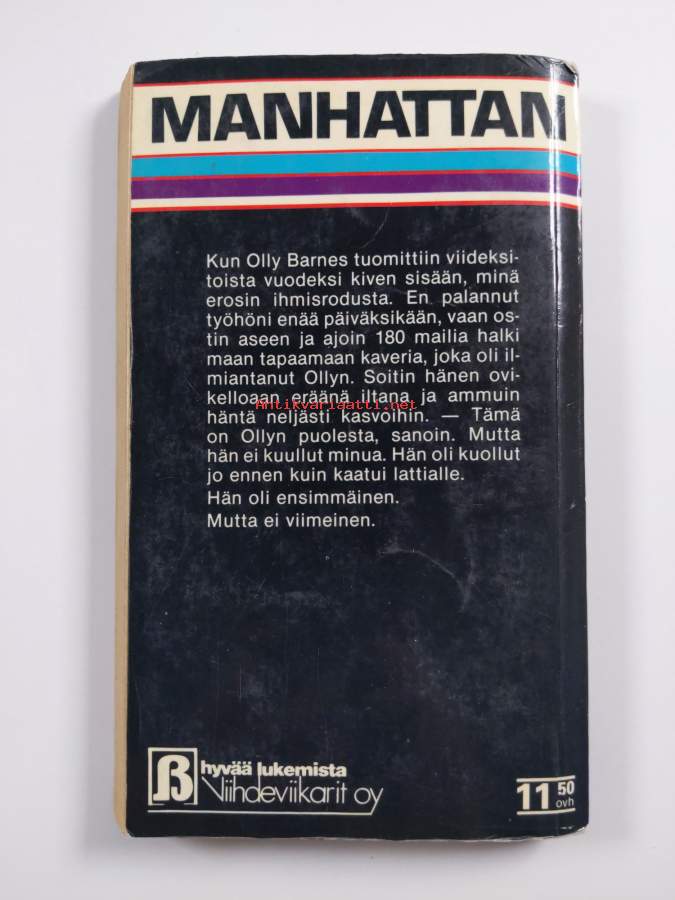 MANHATTAN
Kun Olly Barnes tuomittiin viideksi-
toista vuodeksi kiven sisään, minä
erosin ihmisrodusta. En palannut
työhöni enää päiväksikään, vaan os-
tin aseen ja ajoin 180 mailia halki
maan tapaamaan kaveria, joka oli il-
miantanut Ollyn. Soitin hänen ovi-
kelloaan eräänä iltana ja ammuin
Antikvariaatti.net
häntä neljästi kasvoihin. — Tämä
on Ollyn puolesta, sanoin. Mutta
hän ei kuullut minua. Hän oli kuollut
jo ennen kuin kaatui lattialle.
Hän oli ensimmäinen.
Mutta ei viimeinen.
hyvää lukemista
Viihdeviikarit oy
11 50
ovh